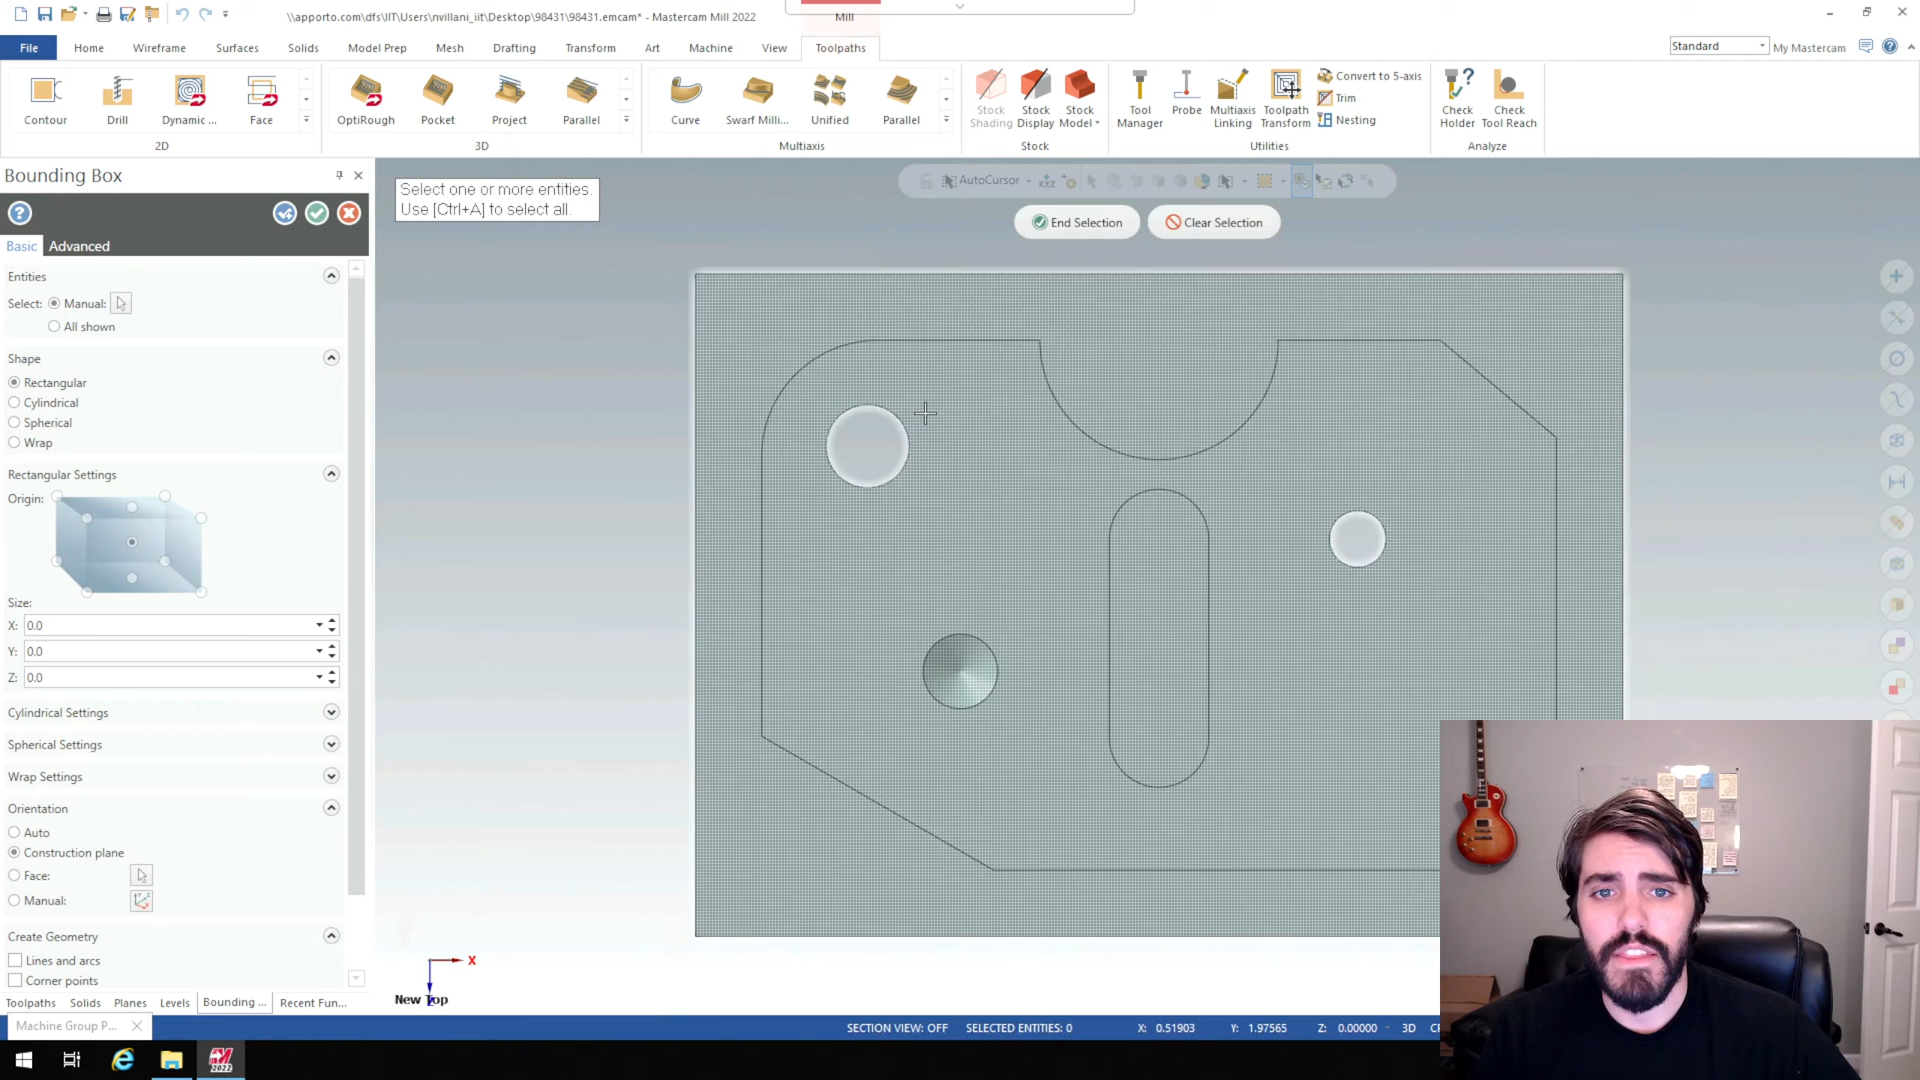 \\apporto.com\dfs\IIT\Users\nvillani_iit\Desktop\98431\98431.emcam* - Mastercam Mill 2022
Mill
File
Home
Wireframe
Surfaces
Solids
Model Prep
Mesh
Drafting
Transform
Art
Machine
View
Toolpaths
Standard
My Mastercam
Contour
Drill
Dynamic ...
Face
OptiRough
Pocket
Project
Parallel
Curve
Swarf Milli...
Unified
Parallel
Stock Shading
Stock Display
Stock Model
Tool Manager
Probe
Multiaxis Linking
Toolpath Transform
Convert to 5-axis
Trim
Nesting
Check Holder
Check Tool Reach
2D
3D
Multiaxis
Stock
Utilities
Analyze
Bounding Box
Basic
Advanced
Entities
Select:
Manual:
All shown
Shape
Rectangular
Cylindrical
Spherical
Wrap
Rectangular Settings
Origin:
Size:
X: 0.0
Y: 0.0
Z: 0.0
Cylindrical Settings
Spherical Settings
Wrap Settings
Orientation
Auto
Construction plane
Face:
Manual:
Create Geometry
Lines and arcs
Corner points
Toolpaths
Solids
Planes
Levels
Bounding ...
Recent Fun...
Machine Group P...
Select one or more entities.
Use [Ctrl+A] to select all.
AutoCursor
End Selection
Clear Selection
X
New Top
SECTION VIEW: OFF
SELECTED ENTITIES: 0
X: 0.51903
Y: 1.97565
Z: 0.00000
3D
2022